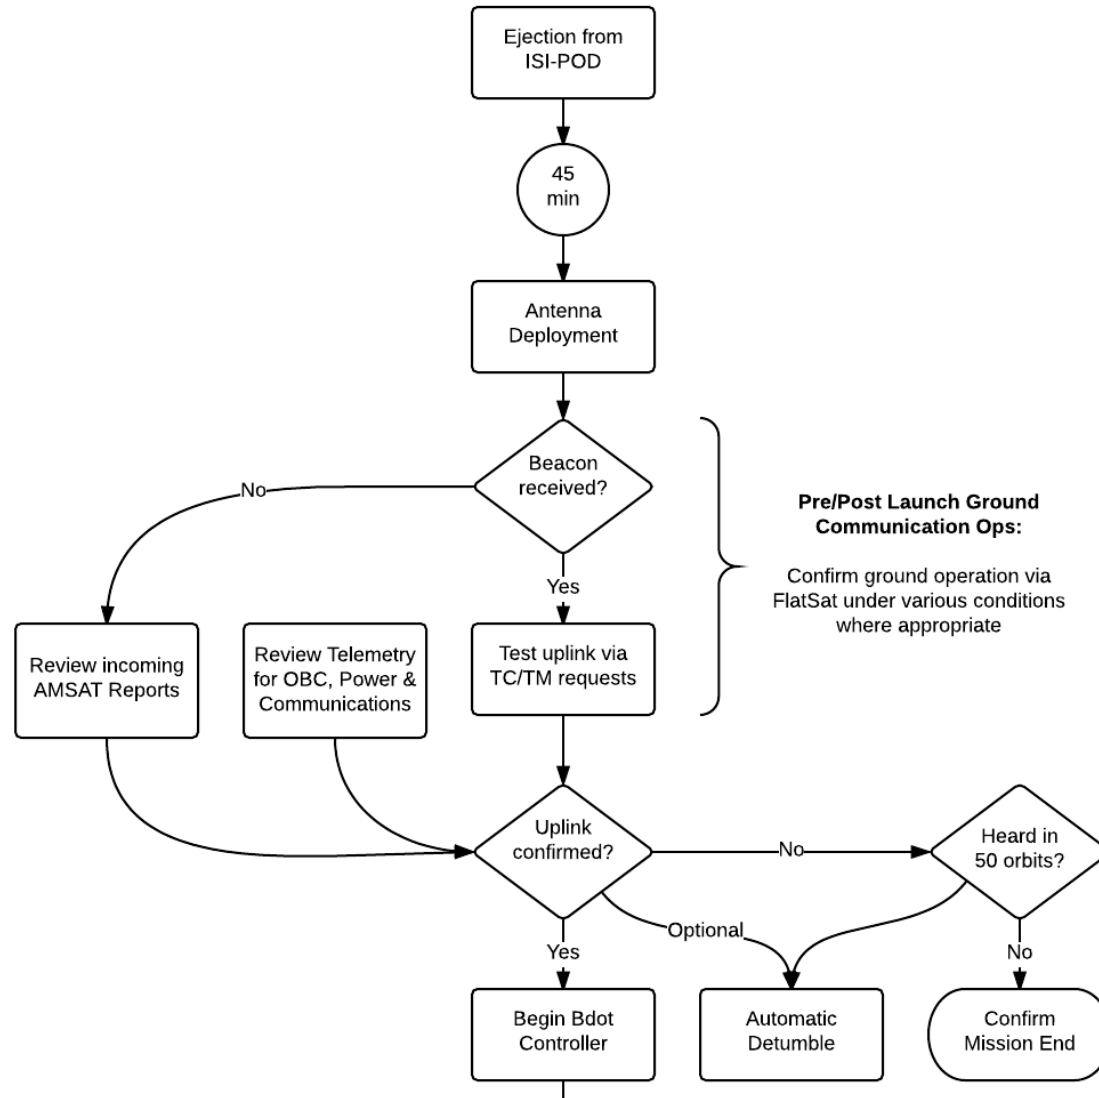 Ejection from
ISI-POD
45
min
Antenna
Deployment
Beacon
received?
No
Yes
Pre/Post Launch Ground
Communication Ops:
Confirm ground operation via
FlatSat under various conditions
where appropriate
Review incoming
AMSAT Reports
Review Telemetry
for OBC, Power &
Communications
Test uplink via
TC/TM requests
Uplink
confirmed?
No
Heard in
50 orbits?
Optional
Yes
No
Begin Bdot
Controller
Automatic
Detumble
Confirm
Mission End